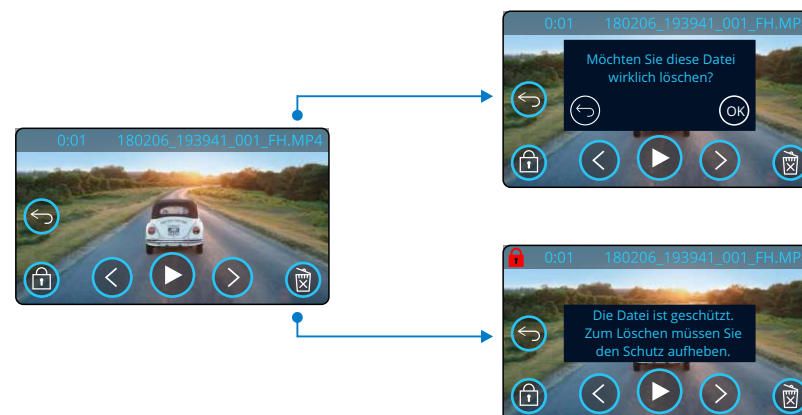 0:01 180206_193941_001_FH.MP4
0:01 180206_193941_001_FH.MP
Möchten Sie diese Datei
wirklich löschen?
OK
0:01 180206_193941_001_FH.MP
Die Datei ist geschützt.
Zum Löschen müssen Sie
den Schutz aufheben.